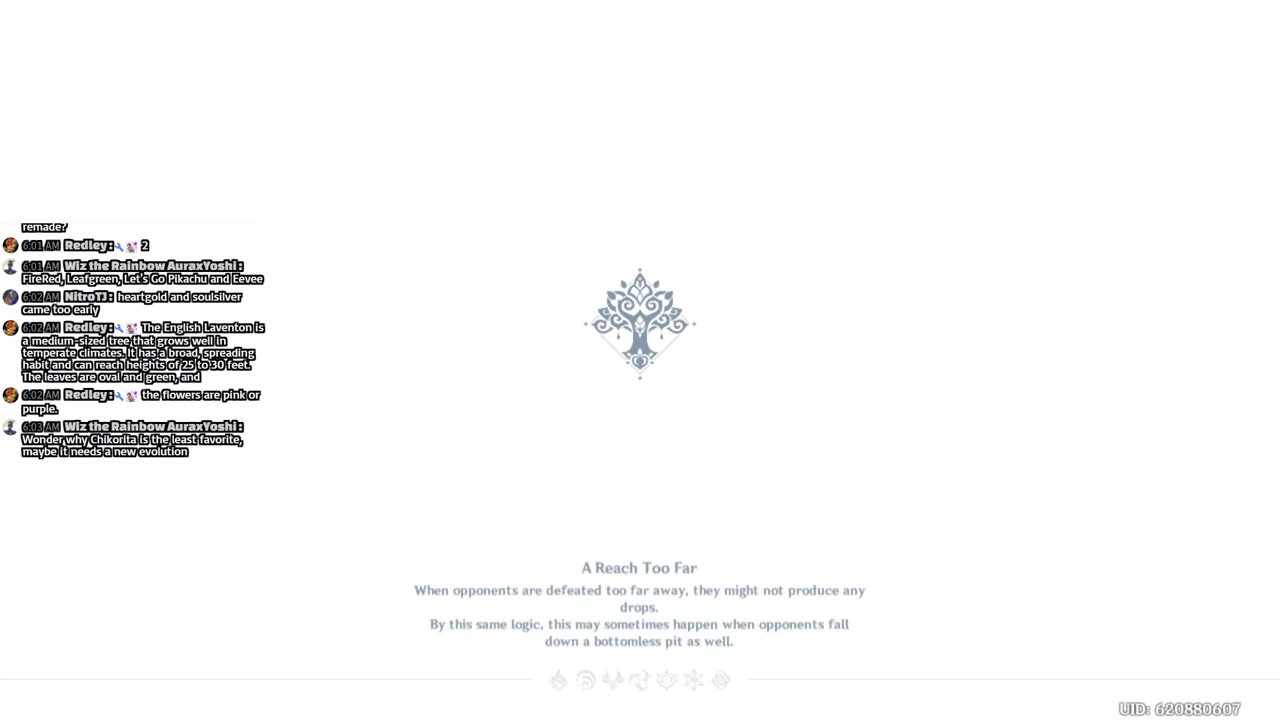 remade?
6:01 AM Redley: 2
6:01 AM Wiz the Rainbow AuraxYoshi:
FireRed, Leafgreen, Let's Go Pikachu and Eevee
6:02 AM NitroTJ: heartgold and soulsilver
came too early
6:02 AM Redley: The English Laventon is
a medium-sized tree that grows well in
temperate climates. It has a broad, spreading
habit and can reach heights of 25 to 30 feet.
The leaves are oval and green, and
6:02 AM Redley: the flowers are pink or
purple.
6:03 AM Wiz the Rainbow AuraxYoshi:
Wonder why Chikorita is the least favorite,
maybe it needs a new evolution
A Reach Too Far
When opponents are defeated too far away, they might not produce any
drops.
By this same logic, this may sometimes happen when opponents fall
down a bottomless pit as well.
UID: 620880607